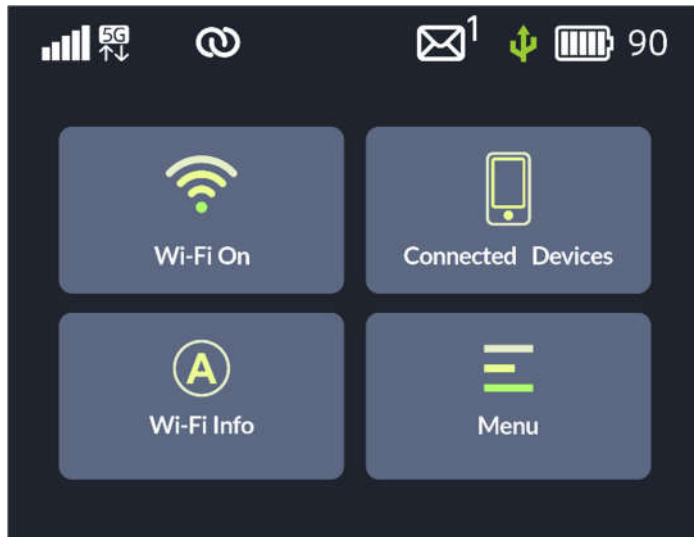 5G 1 90
Wi-Fi On
Connected Devices
A
Wi-Fi Info
Menu